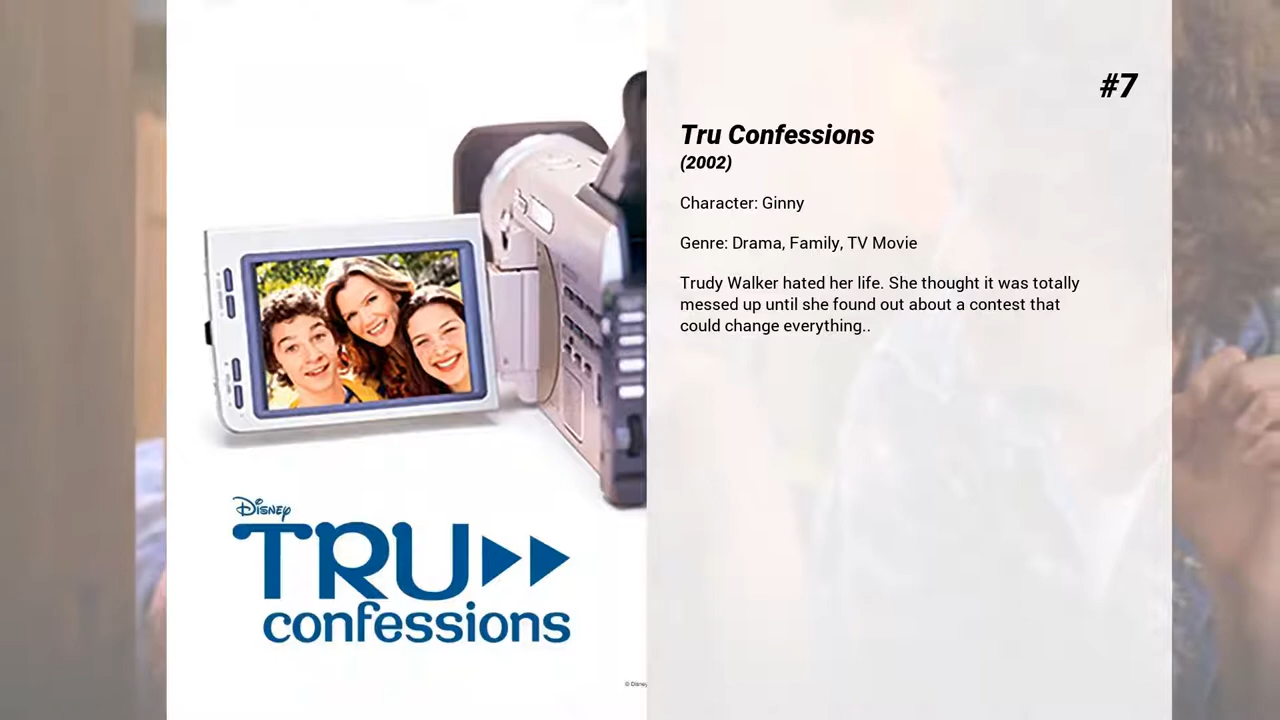 #7
Tru Confessions
(2002)
Character: Ginny
Genre: Drama, Family, TV Movie
Trudy Walker hated her life. She thought it was totally
messed up until she found out about a contest that
could change everything..
Disney
TRU
confessions
© Disney